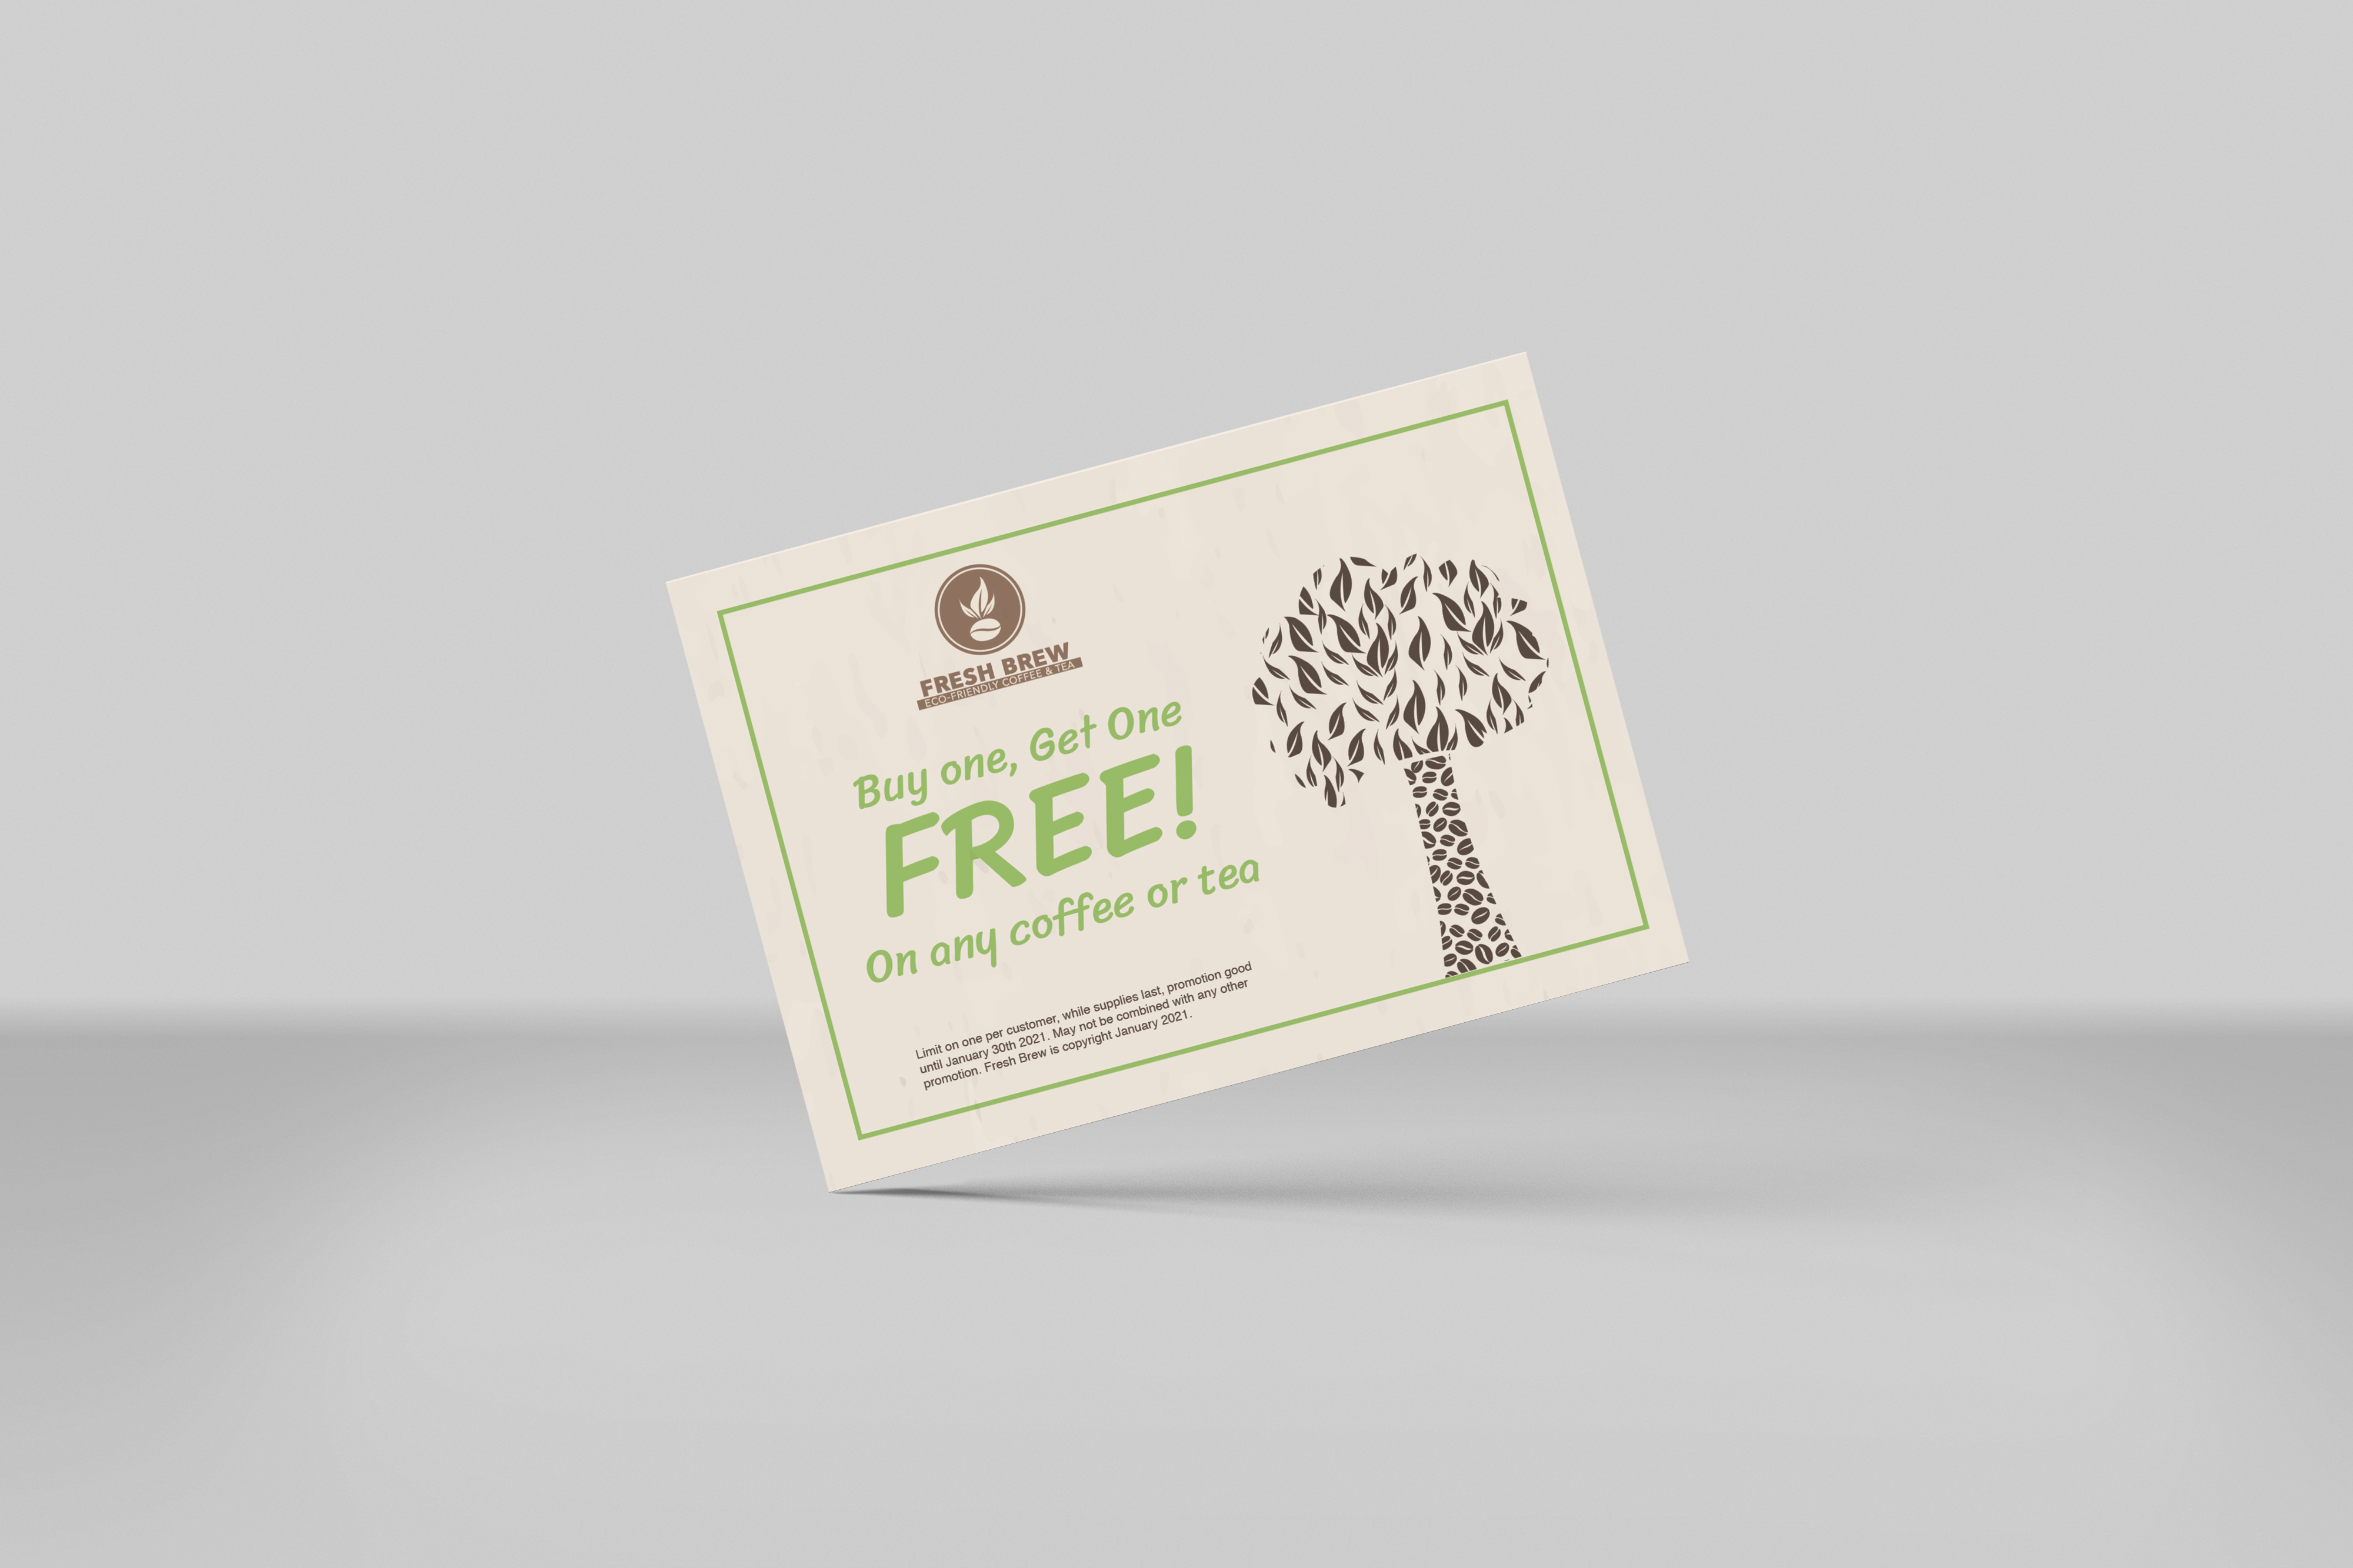 FRESH BREW
ECO-FRIENDLY COFFEE & TEA
Buy one, Get One
FREE!
On any coffee or tea
Limit on one per customer, while supplies last, promotion good
until January 30th 2021. May not be combined with any other
promotion. Fresh Brew is copyright January 2021.